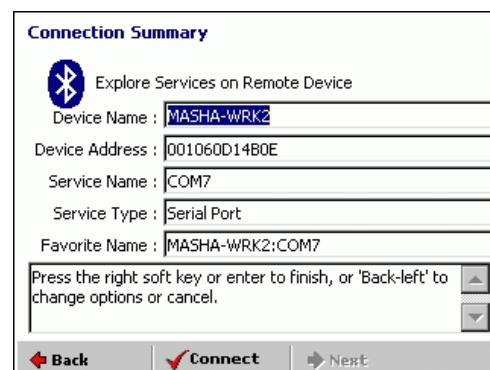 Connection Summary
Explore Services on Remote Device
Device Name : MASHA-WRK2
Device Address : 001060D14B0E
Service Name : COM7
Service Type : Serial Port
Favorite Name : MASHA-WRK2:COM7
Press the right soft key or enter to finish, or 'Back-left' to
change options or cancel.
Back Connect Next